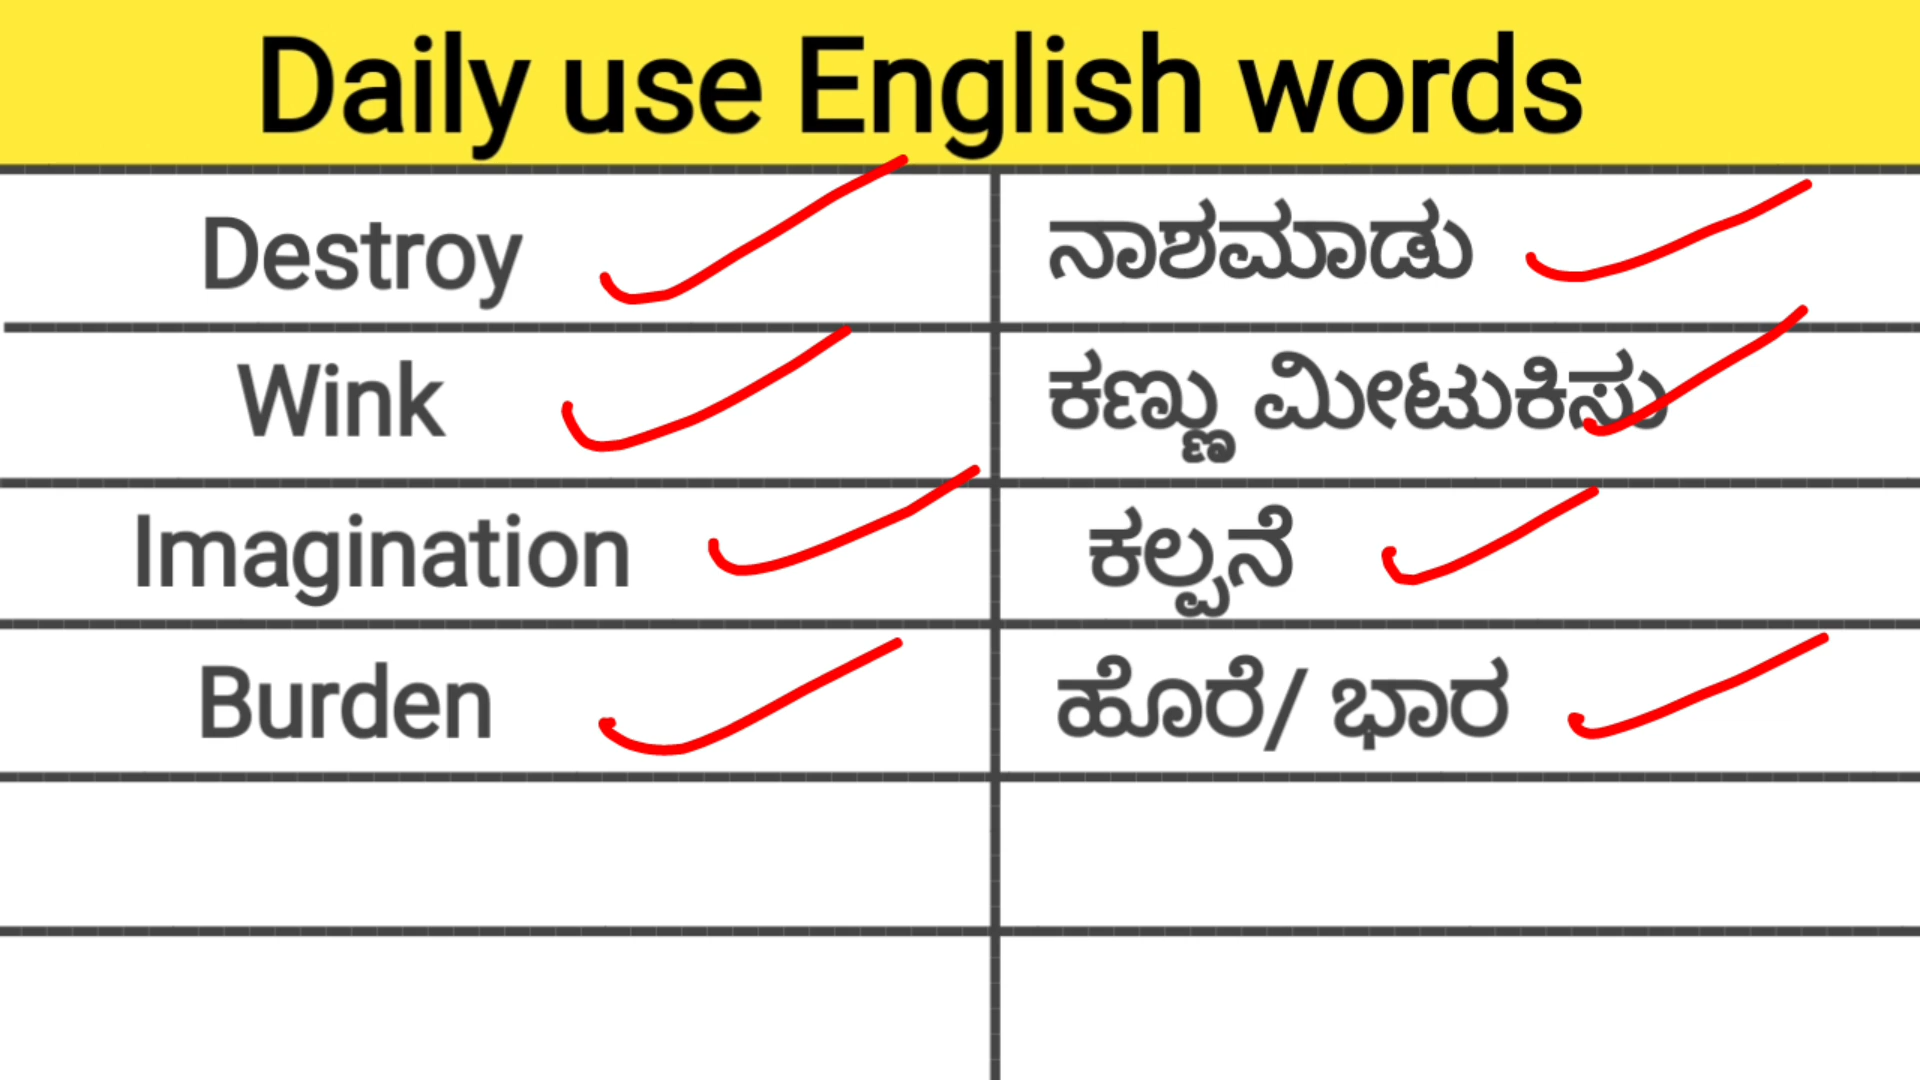 Daily use English words
Destroy ನಾಶಮಾಡು
Wink ಕಣ್ಣು ಮೀಟುಕಿಸು
Imagination ಕಲ್ಪನೆ
Burden ಹೊರೆ/ ಭಾರ